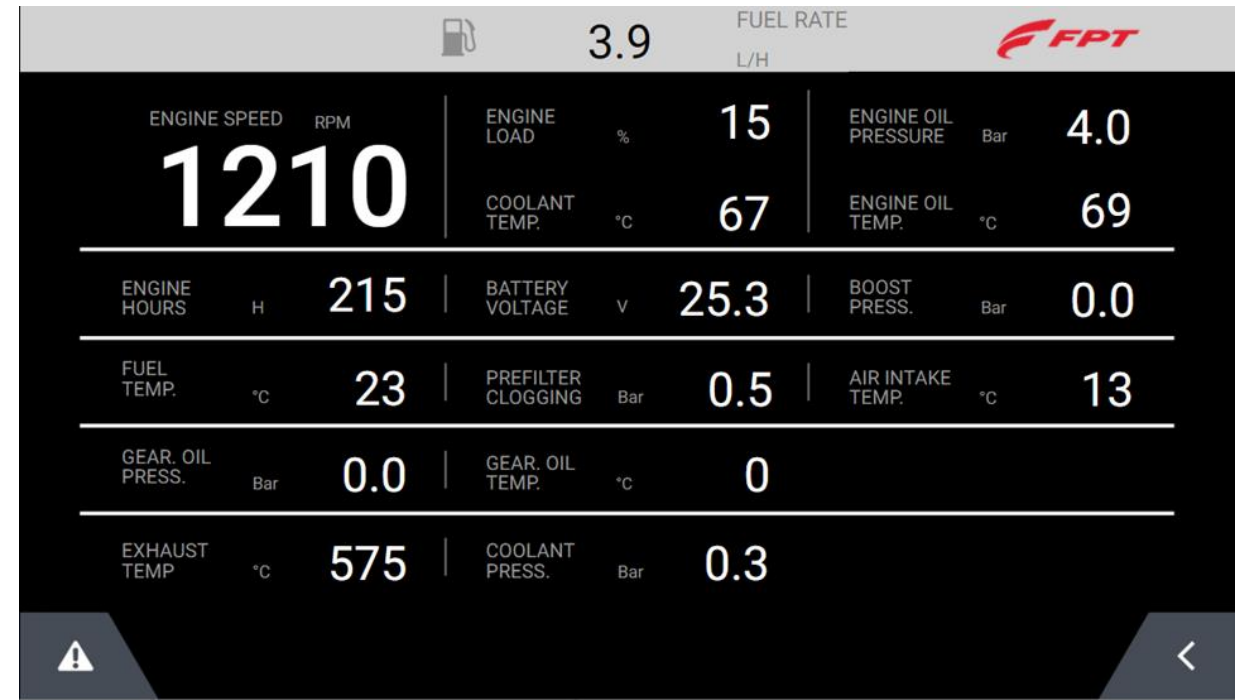 3.9 FUEL RATE
L/H
FPT
ENGINE SPEED RPM
1210
ENGINE
LOAD % 15
ENGINE OIL
PRESSURE Bar 4.0
COOLANT
TEMP. °C 67
ENGINE OIL
TEMP. °C 69
ENGINE
HOURS H 215
BATTERY
VOLTAGE V 25.3
BOOST
PRESS. Bar 0.0
FUEL
TEMP. °C 23
PREFILTER
CLOGGING Bar 0.5
AIR INTAKE
TEMP. °C 13
GEAR. OIL
PRESS. Bar 0.0
GEAR. OIL
TEMP. °C 0
EXHAUST
TEMP °C 575
COOLANT
PRESS. Bar 0.3